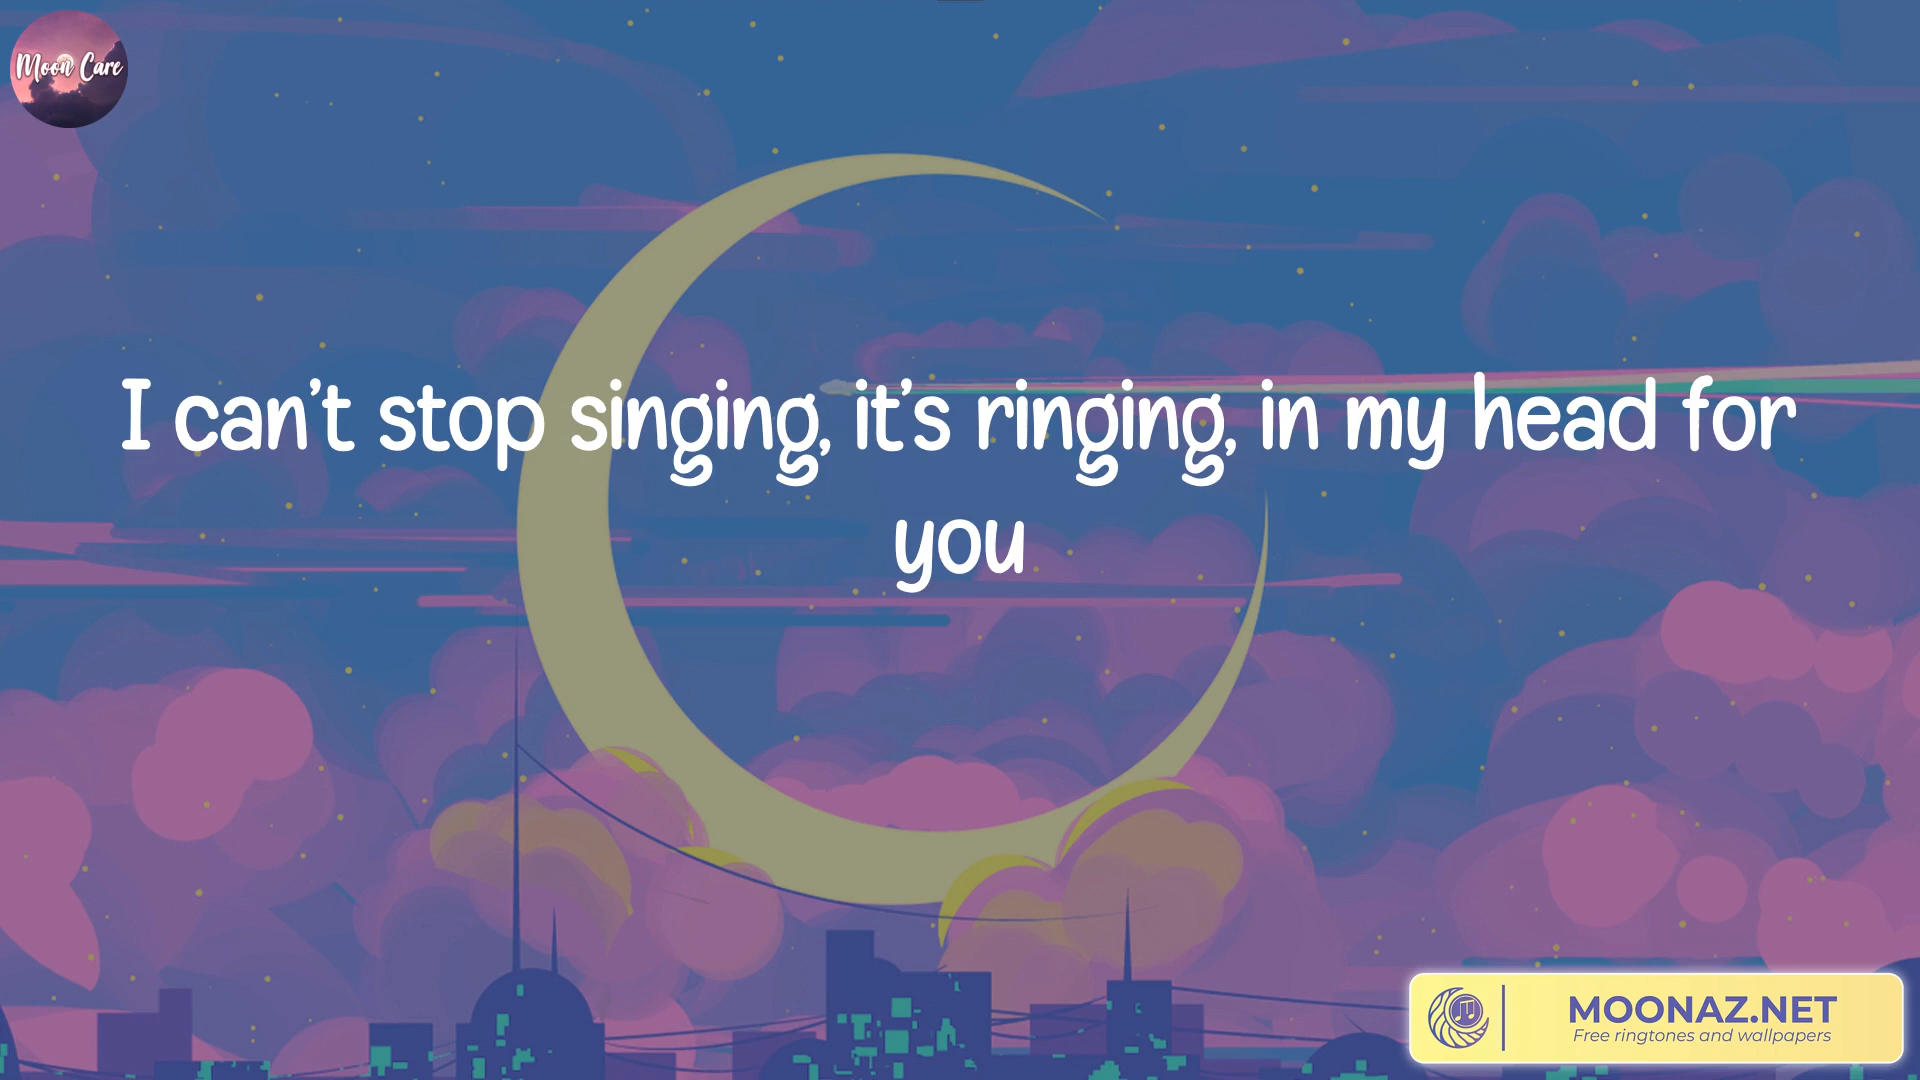 Moon Care
I can't stop singing, it's ringing, in my head for
you
MOONAZ.NET
Free ringtones and wallpapers